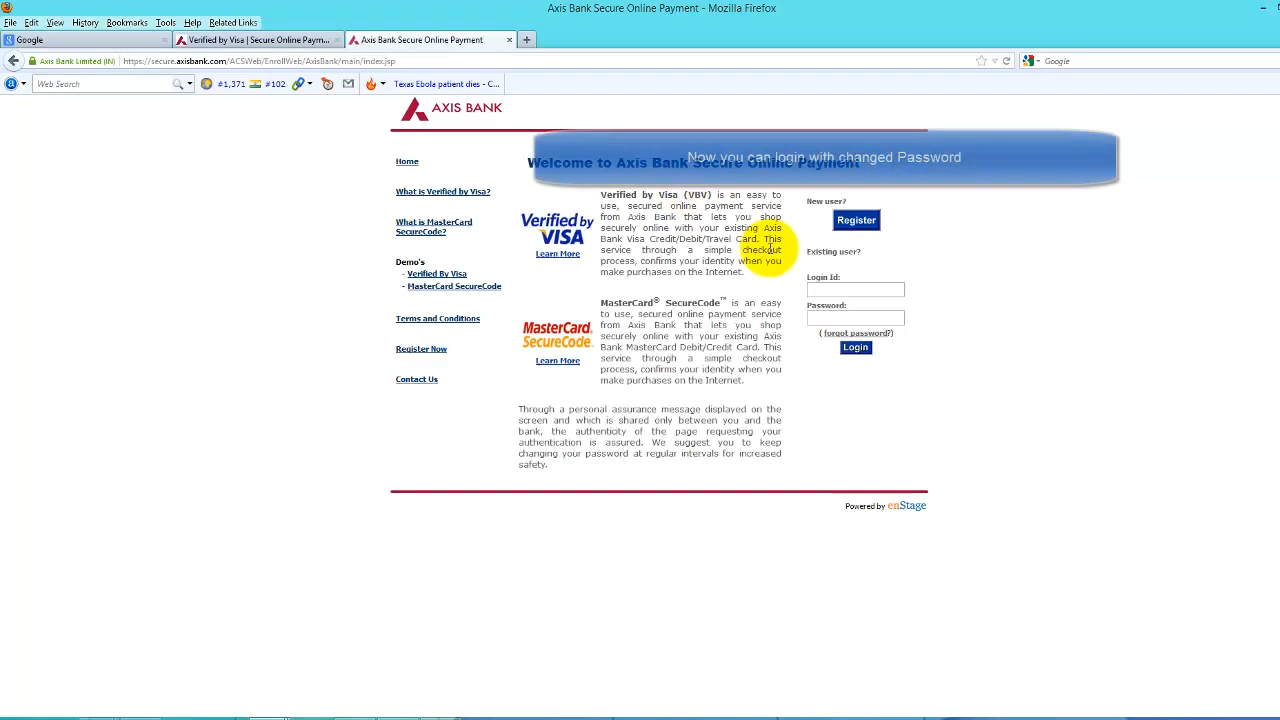 Axis Bank Secure Online Payment - Mozilla Firefox
File Edit View History Bookmarks Tools Help Related Links
Google
Verified by Visa | Secure Online Paym...
Axis Bank Secure Online Payment
Axis Bank Limited (IN)
https://secure.axisbank.com/ACSWeb/EnrollWeb/AxisBank/main/index.jsp
Google
Web Search
#1,371
#102
Texas Ebola patient dies - C...
AXIS BANK
Now you can login with changed Password
Welcome to Axis Bank Secure Online Payment
Home
What is Verified by Visa?
What is MasterCard
SecureCode?
Demo's
- Verified By Visa
- MasterCard SecureCode
Terms and Conditions
Register Now
Contact Us
Verified by
VISA
Learn More
Verified by Visa (VBV) is an easy to
use, secured online payment service
from Axis Bank that lets you shop
securely online with your existing Axis
Bank Visa Credit/Debit/Travel Card. This
service through a simple checkout
process, confirms your identity when you
make purchases on the Internet.
MasterCard.
SecureCode.
Learn More
MasterCard® SecureCode™ is an easy
to use, secured online payment service
from Axis Bank that lets you shop
securely online with your existing Axis
Bank MasterCard Debit/Credit Card. This
service through a simple checkout
process, confirms your identity when you
make purchases on the Internet.
Through a personal assurance message displayed on the
screen and which is shared only between you and the
bank, the authenticity of the page requesting your
authentication is assured. We suggest you to keep
changing your password at regular intervals for increased
safety.
New user?
Register
Existing user?
Login Id:
Password:
( forgot password?)
Login
Powered by enStage